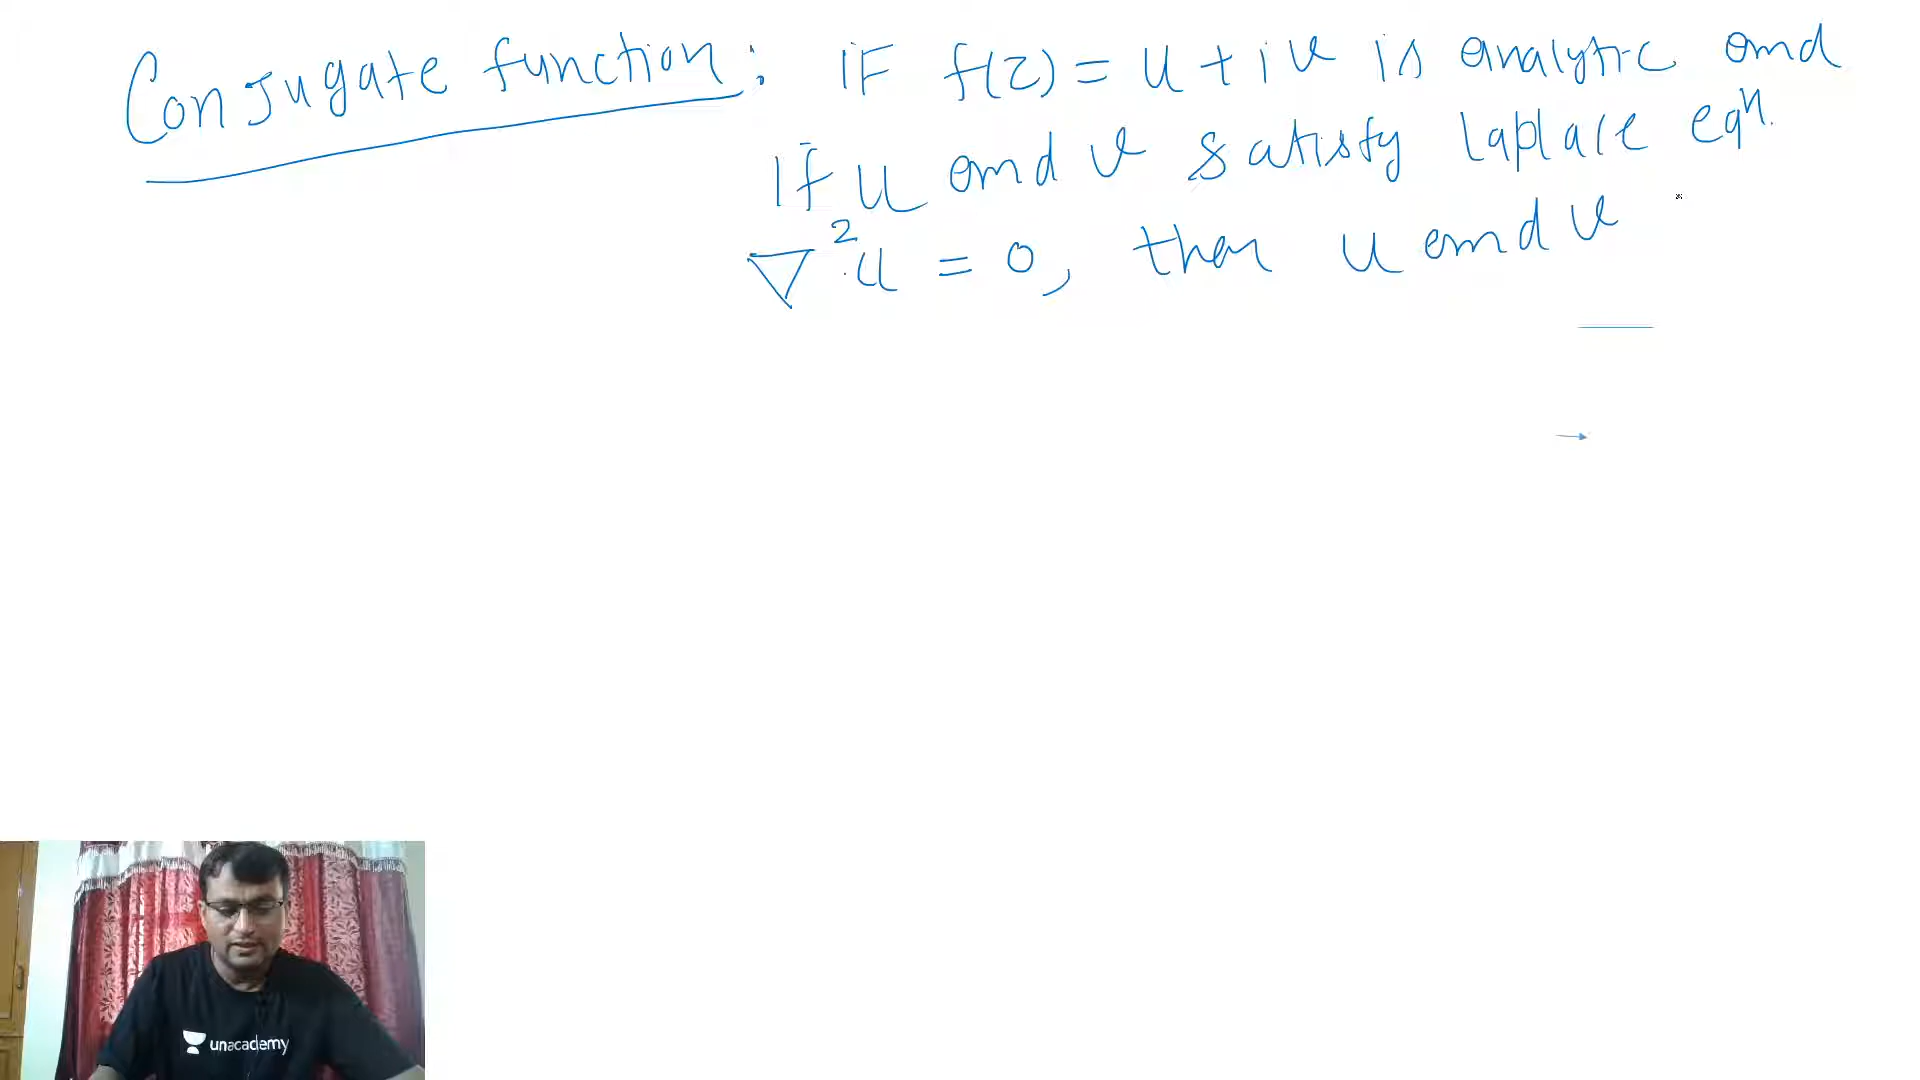 Conjugate function : IF f(z) = u + iv is analytic and
IF u and v satisfy laplace eqn.
∇²u = 0, then u and v
unacademy